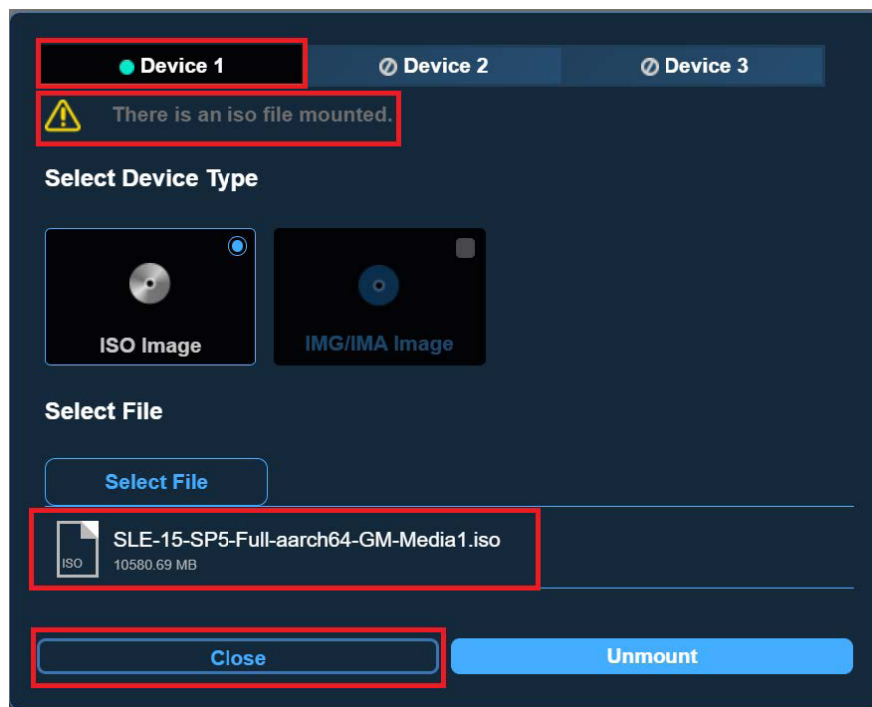 Device 1
Device 2
Device 3
There is an iso file mounted.
Select Device Type
ISO Image
IMG/IMA Image
Select File
Select File
ISO
SLE-15-SP5-Full-aarch64-GM-Media1.iso
10580.69 MB
Close
Unmount